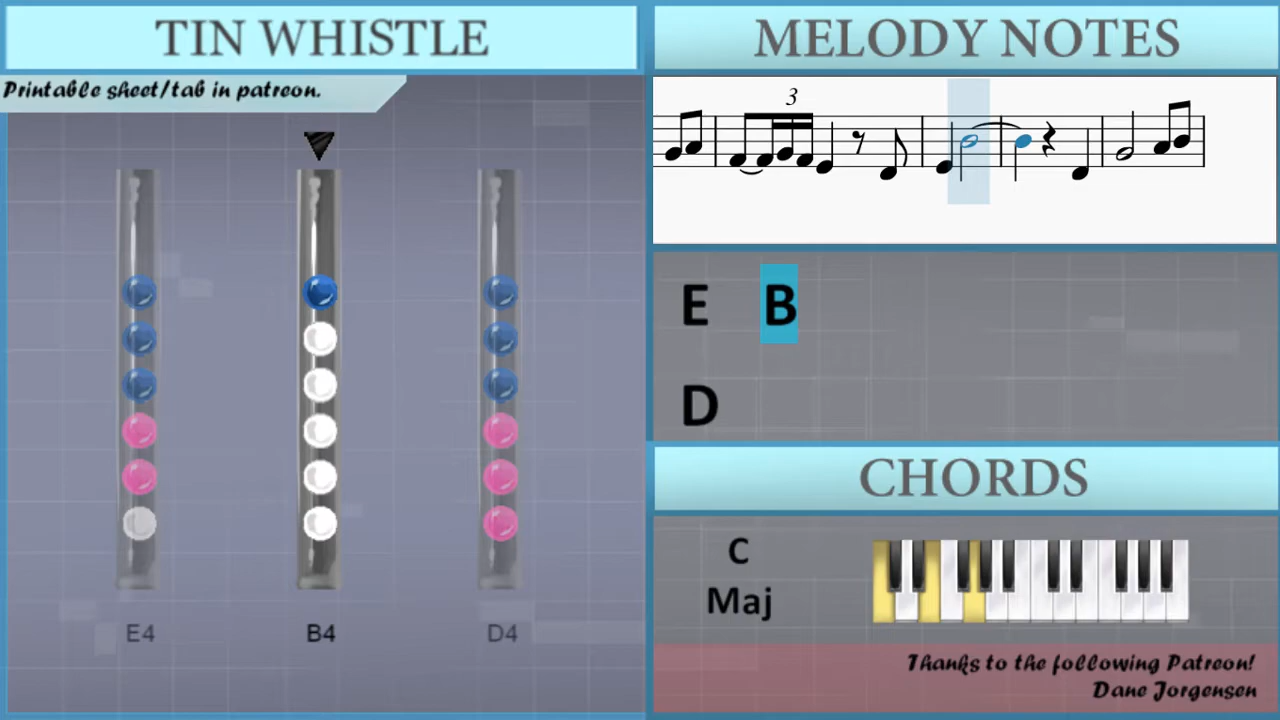 TIN WHISTLE
Printable sheet/tab in patreon.
E4
B4
D4
MELODY NOTES
3
E B
D
CHORDS
C
Maj
Thanks to the following Patreon!
Dane Jorgensen